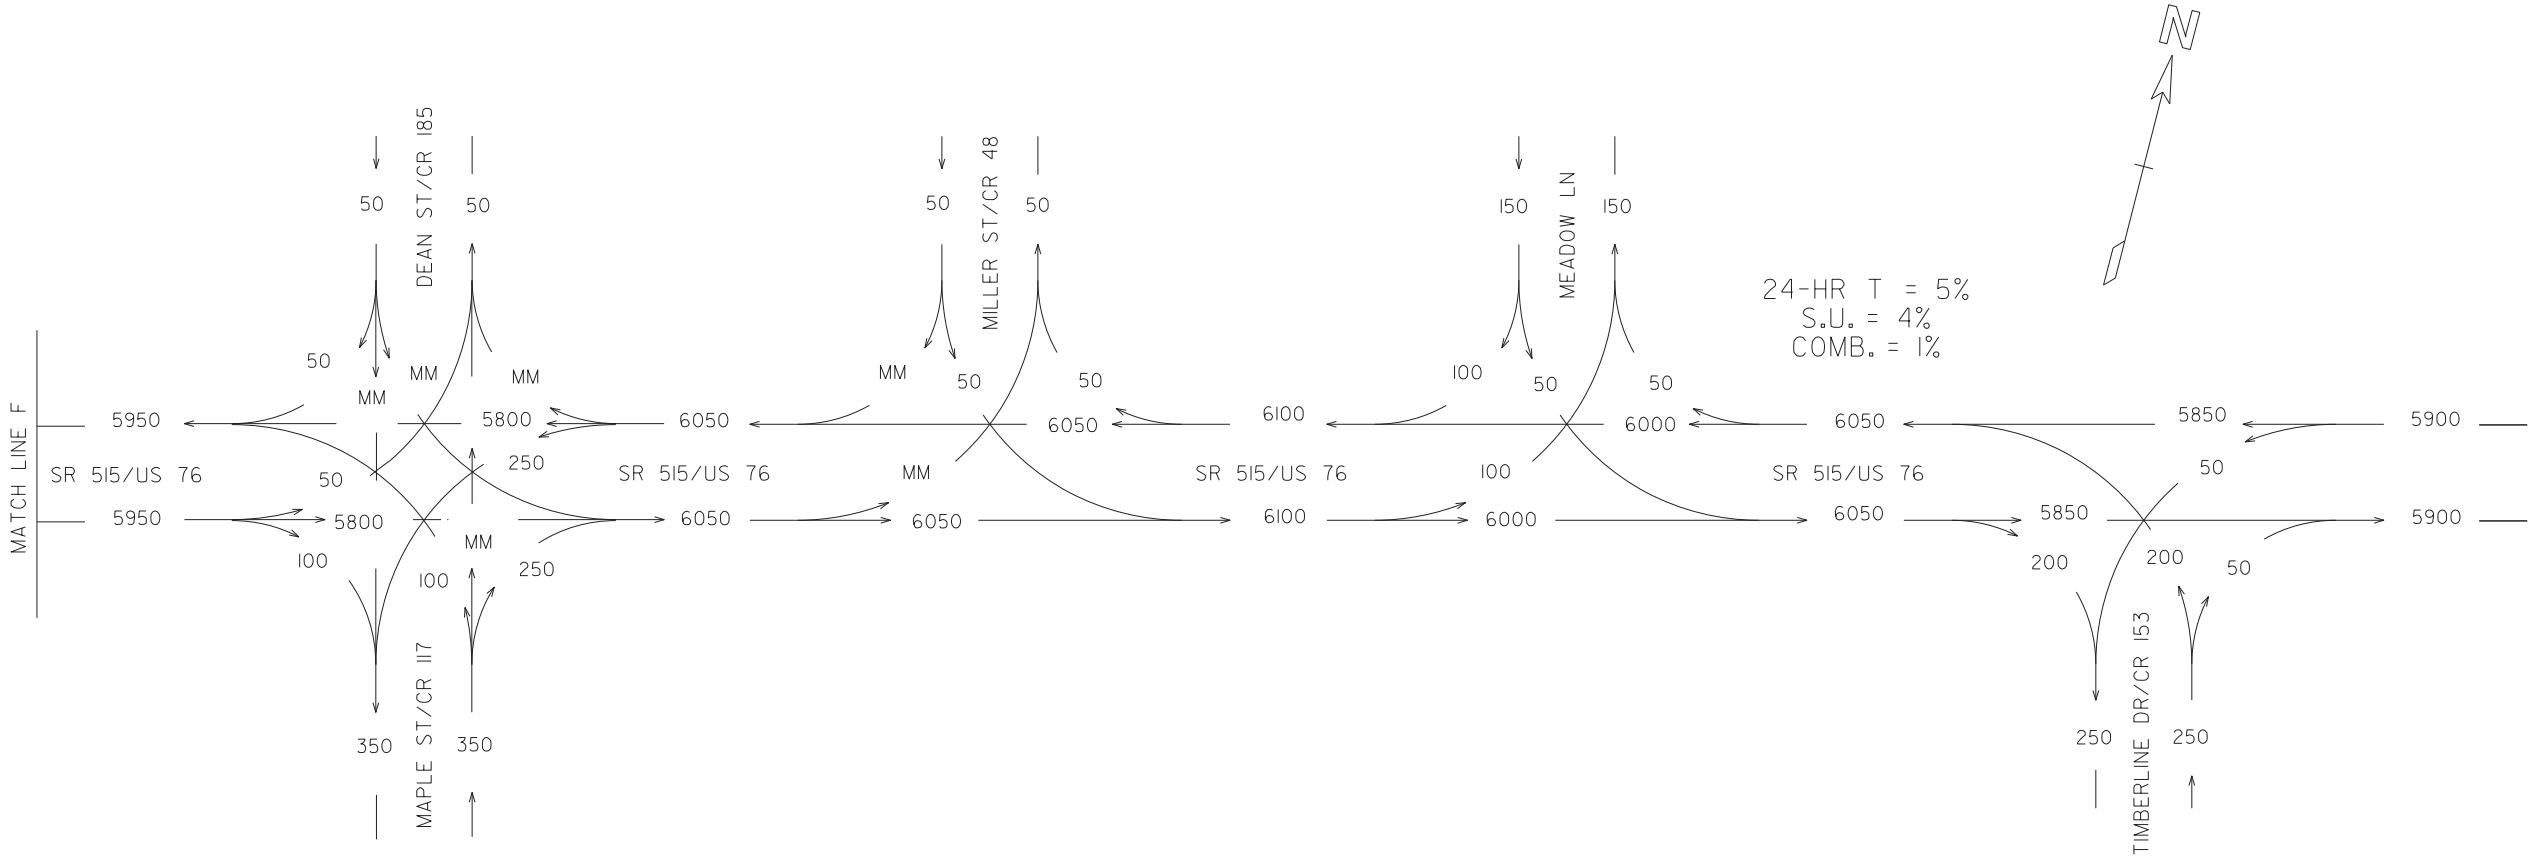 N
DEAN ST/CR 185
MILLER ST/CR 48
MEADOW LN
50 50 50 50 150 150
24-HR T = 5%
S.U. = 4%
COMB. = 1%
50 MM MM MM 50 50 100 50 50
MM MM
5950 5800 6050 6050 6100 6000 6050 5850 5900
MATCH LINE F
SR 515/US 76 50 250 SR 515/US 76 MM SR 515/US 76 100 SR 515/US 76 50
5950 5800 6050 6050 6100 6000 6050 5850 5900
100 100 MM 250 200 200 50
350 350 250 250
MAPLE ST/CR 117
TIMBERLINE DR/CR 153